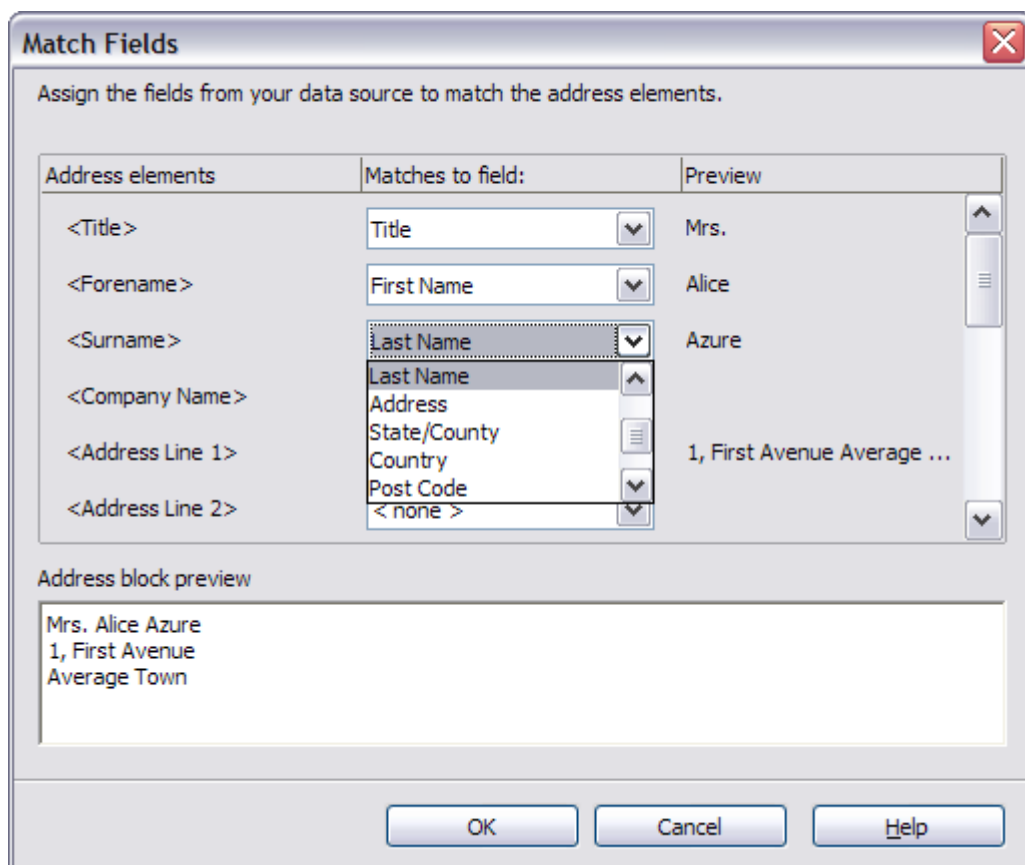 Match Fields
Assign the fields from your data source to match the address elements.
Address elements Matches to field: Preview
<Title> Title Mrs.
<Forename> First Name Alice
<Surname> Last Name Azure
Last Name
<Company Name>
Address
State/County
<Address Line 1> Country 1, First Avenue Average ...
Post Code
<Address Line 2> < none >
Address block preview
Mrs. Alice Azure
1, First Avenue
Average Town
OK Cancel Help